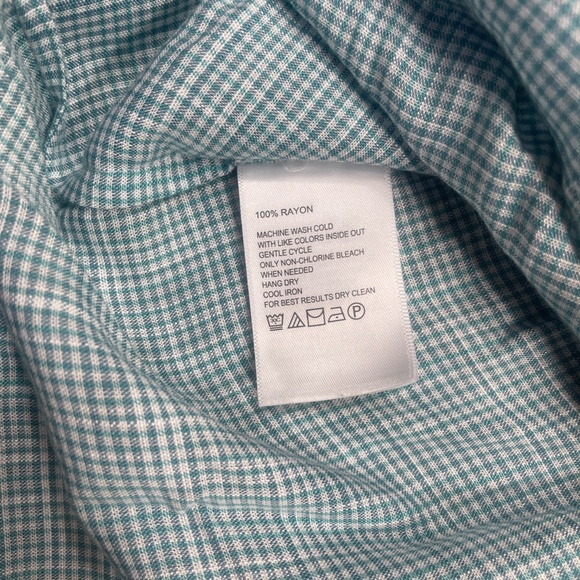 100% RAYON
MACHINE WASH COLD
WITH LIKE COLORS INSIDE OUT
GENTLE CYCLE
ONLY NON-CHLORINE BLEACH
WHEN NEEDED
HANG DRY
COOL IRON
FOR BEST RESULTS DRY CLEAN